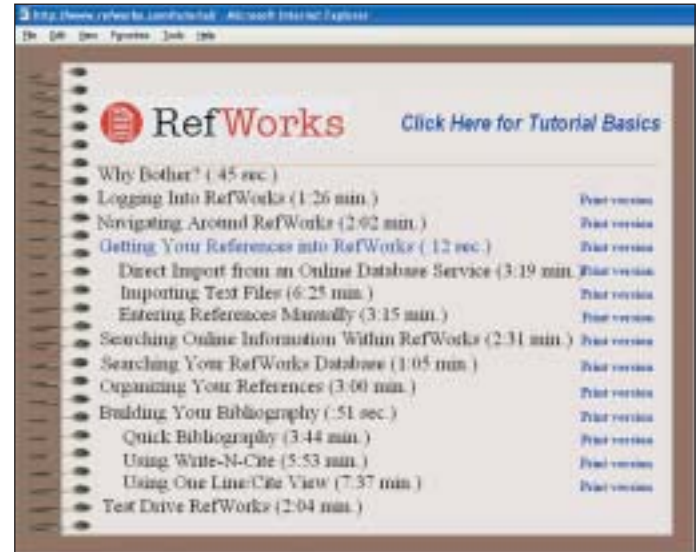 http://www.refworks.com/tutorial/ - Microsoft Internet Explorer
File Edit View Favorites Tools Help
RefWorks
Click Here for Tutorial Basics
Why Bother? (:45 sec.)
Logging Into RefWorks (1:26 min.) Print version
Navigating Around RefWorks (2:02 min.) Print version
Getting Your References into RefWorks (:12 sec.) Print version
Direct Import from an Online Database Service (3:19 min.) Print version
Importing Text Files (6:25 min.) Print version
Entering References Manually (3:15 min.) Print version
Searching Online Information Within RefWorks (2:31 min.) Print version
Searching Your RefWorks Database (1:05 min.) Print version
Organizing Your References (3:00 min.) Print version
Building Your Bibliography (:51 sec.) Print version
Quick Bibliography (3:44 min.) Print version
Using Write-N-Cite (5:53 min.) Print version
Using One Line/Cite View (7:37 min.) Print version
Test Drive RefWorks (2:04 min.)